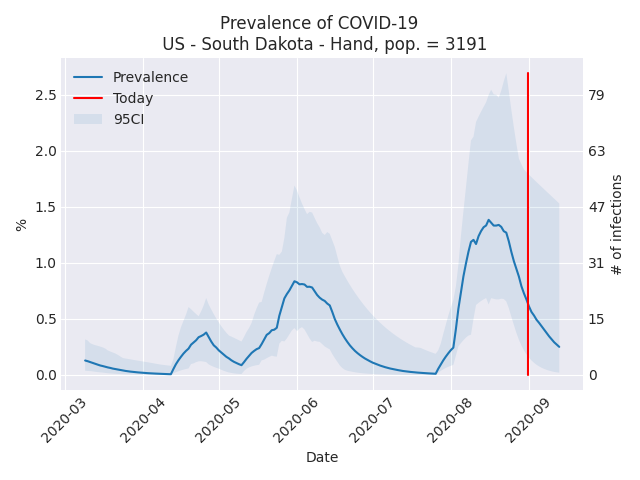 Prevalence of COVID-19
US - South Dakota - Hand, pop. = 3191
Prevalence
Today
95CI
2.5
2.0
1.5
1.0
0.5
0.0
%
79
63
47
31
15
0
# of infections
2020-03
2020-04
2020-05
2020-06
2020-07
2020-08
2020-09
Date